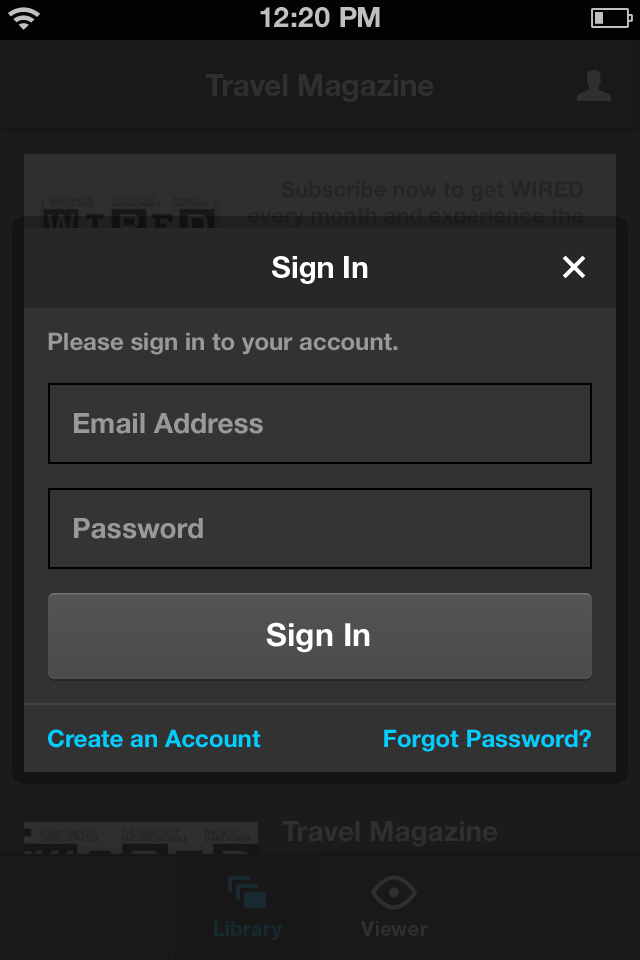 12:20 PM
Travel Magazine
Subscribe now to get WIRED
every month and experience the
WIRED
Sign In
Please sign in to your account.
Email Address
Password
Sign In
Create an Account
Forgot Password?
Travel Magazine
Library
Viewer